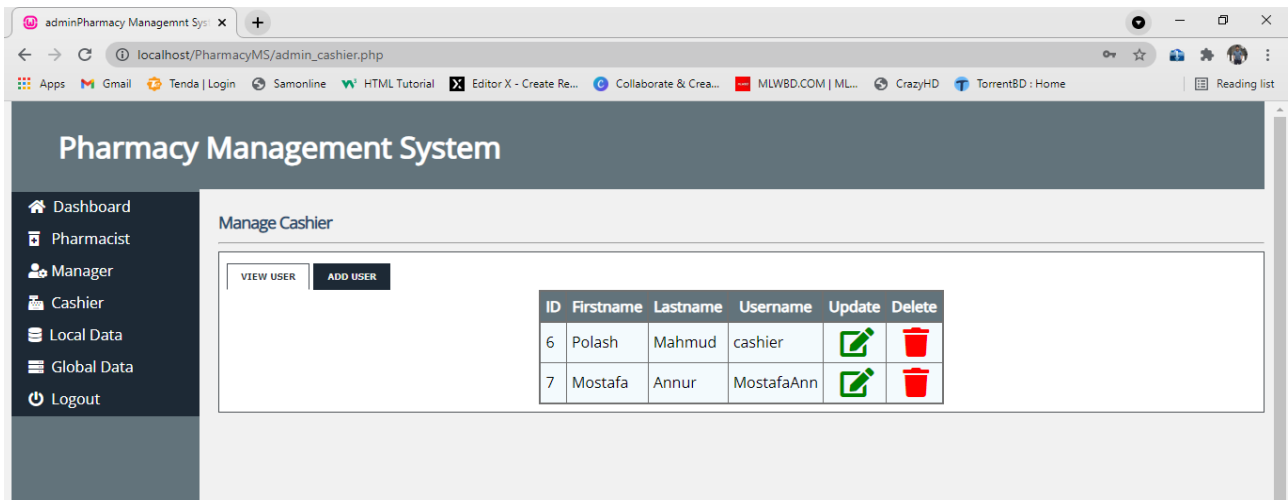 adminPharmacy Managemnt Sys
localhost/PharmacyMS/admin_cashier.php
Apps Gmail Tenda | Login Samonline HTML Tutorial Editor X - Create Re... Collaborate & Crea... MLWBD.COM | ML... CrazyHD TorrentBD : Home Reading list
Pharmacy Management System
Dashboard
Pharmacist
Manager
Cashier
Local Data
Global Data
Logout
Manage Cashier
VIEW USER ADD USER
ID Firstname Lastname Username Update Delete
6 Polash Mahmud cashier
7 Mostafa Annur MostafaAnn